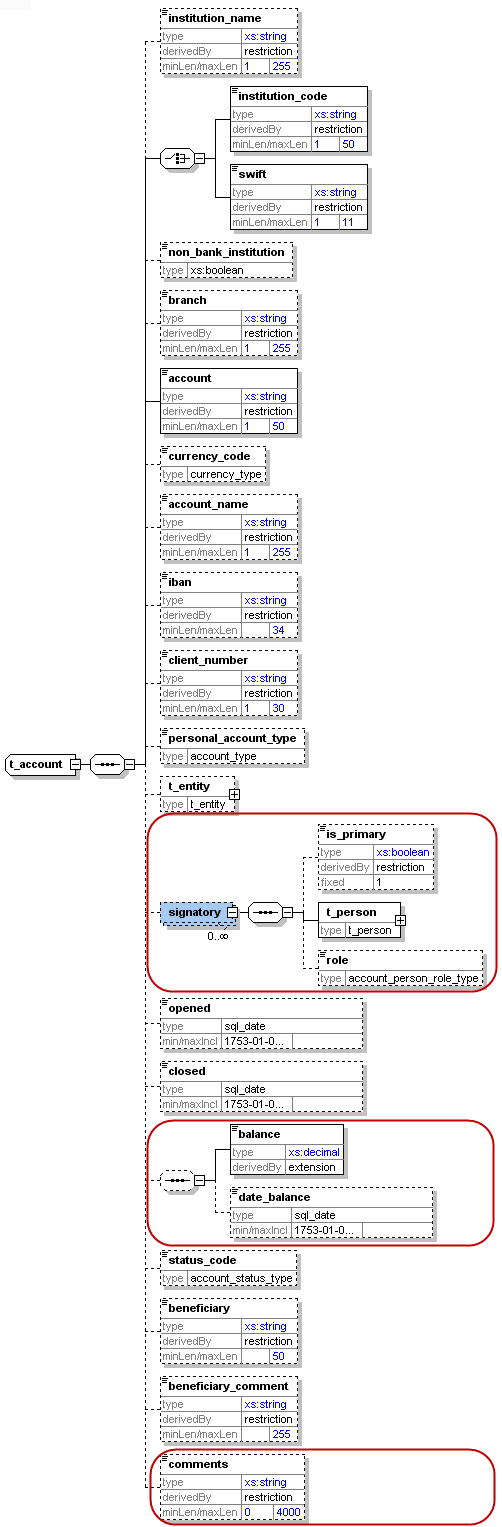 institution_name
type xs:string
derivedBy restriction
minLen/maxLen 1 255
institution_code
type xs:string
derivedBy restriction
minLen/maxLen 1 50
swift
type xs:string
derivedBy restriction
minLen/maxLen 1 11
non_bank_institution
type xs:boolean
branch
type xs:string
derivedBy restriction
minLen/maxLen 1 255
account
type xs:string
derivedBy restriction
minLen/maxLen 1 50
currency_code
type currency_type
account_name
type xs:string
derivedBy restriction
minLen/maxLen 1 255
iban
type xs:string
derivedBy restriction
minLen/maxLen 34
client_number
type xs:string
derivedBy restriction
minLen/maxLen 1 30
personal_account_type
type account_type
t_account
t_entity
type t_entity
is_primary
type xs:boolean
derivedBy restriction
fixed 1
signatory
0..∞
t_person
type t_person
role
type account_person_role_type
opened
type sql_date
min/maxIncl 1753-01-0...
closed
type sql_date
min/maxIncl 1753-01-0...
balance
type xs:decimal
derivedBy extension
date_balance
type sql_date
min/maxIncl 1753-01-0...
status_code
type account_status_type
beneficiary
type xs:string
derivedBy restriction
minLen/maxLen 50
beneficiary_comment
type xs:string
derivedBy restriction
minLen/maxLen 255
comments
type xs:string
derivedBy restriction
minLen/maxLen 0 4000